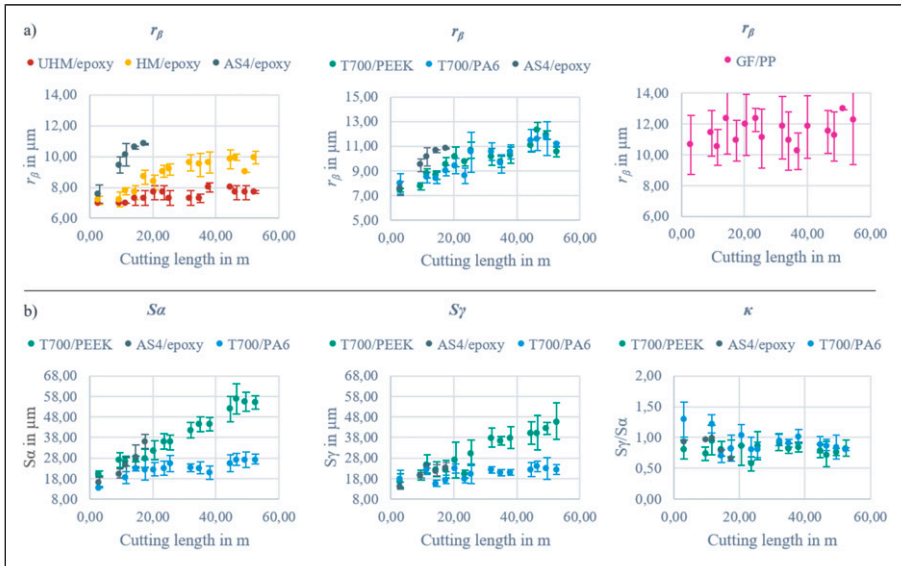 a)
rβ
rβ
rβ
UHM/epoxy HM/epoxy AS4/epoxy
T700/PEEK T700/PA6 AS4/epoxy
GF/PP
14,00
12,00
10,00
8,00
6,00
rβ in µm
0,00 20,00 40,00 60,00
Cutting length in m
15,00
13,00
11,00
9,00
7,00
5,00
rβ in µm
0,00 20,00 40,00 60,00
Cutting length in m
14,00
12,00
10,00
8,00
6,00
rβ in µm
0,00 20,00 40,00 60,00
Cutting length in m
b)
Sα
Sγ
κ
T700/PEEK AS4/epoxy T700/PA6
T700/PEEK AS4/epoxy T700/PA6
T700/PEEK AS4/epoxy T700/PA6
68,00
58,00
48,00
38,00
28,00
18,00
8,00
Sα in µm
0,00 20,00 40,00 60,00
Cutting length in m
68,00
58,00
48,00
38,00
28,00
18,00
8,00
Sγ in µm
0,00 20,00 40,00 60,00
Cutting length in m
2,00
1,50
1,00
0,50
0,00
Sγ/Sα
0,00 20,00 40,00 60,00
Cutting length in m